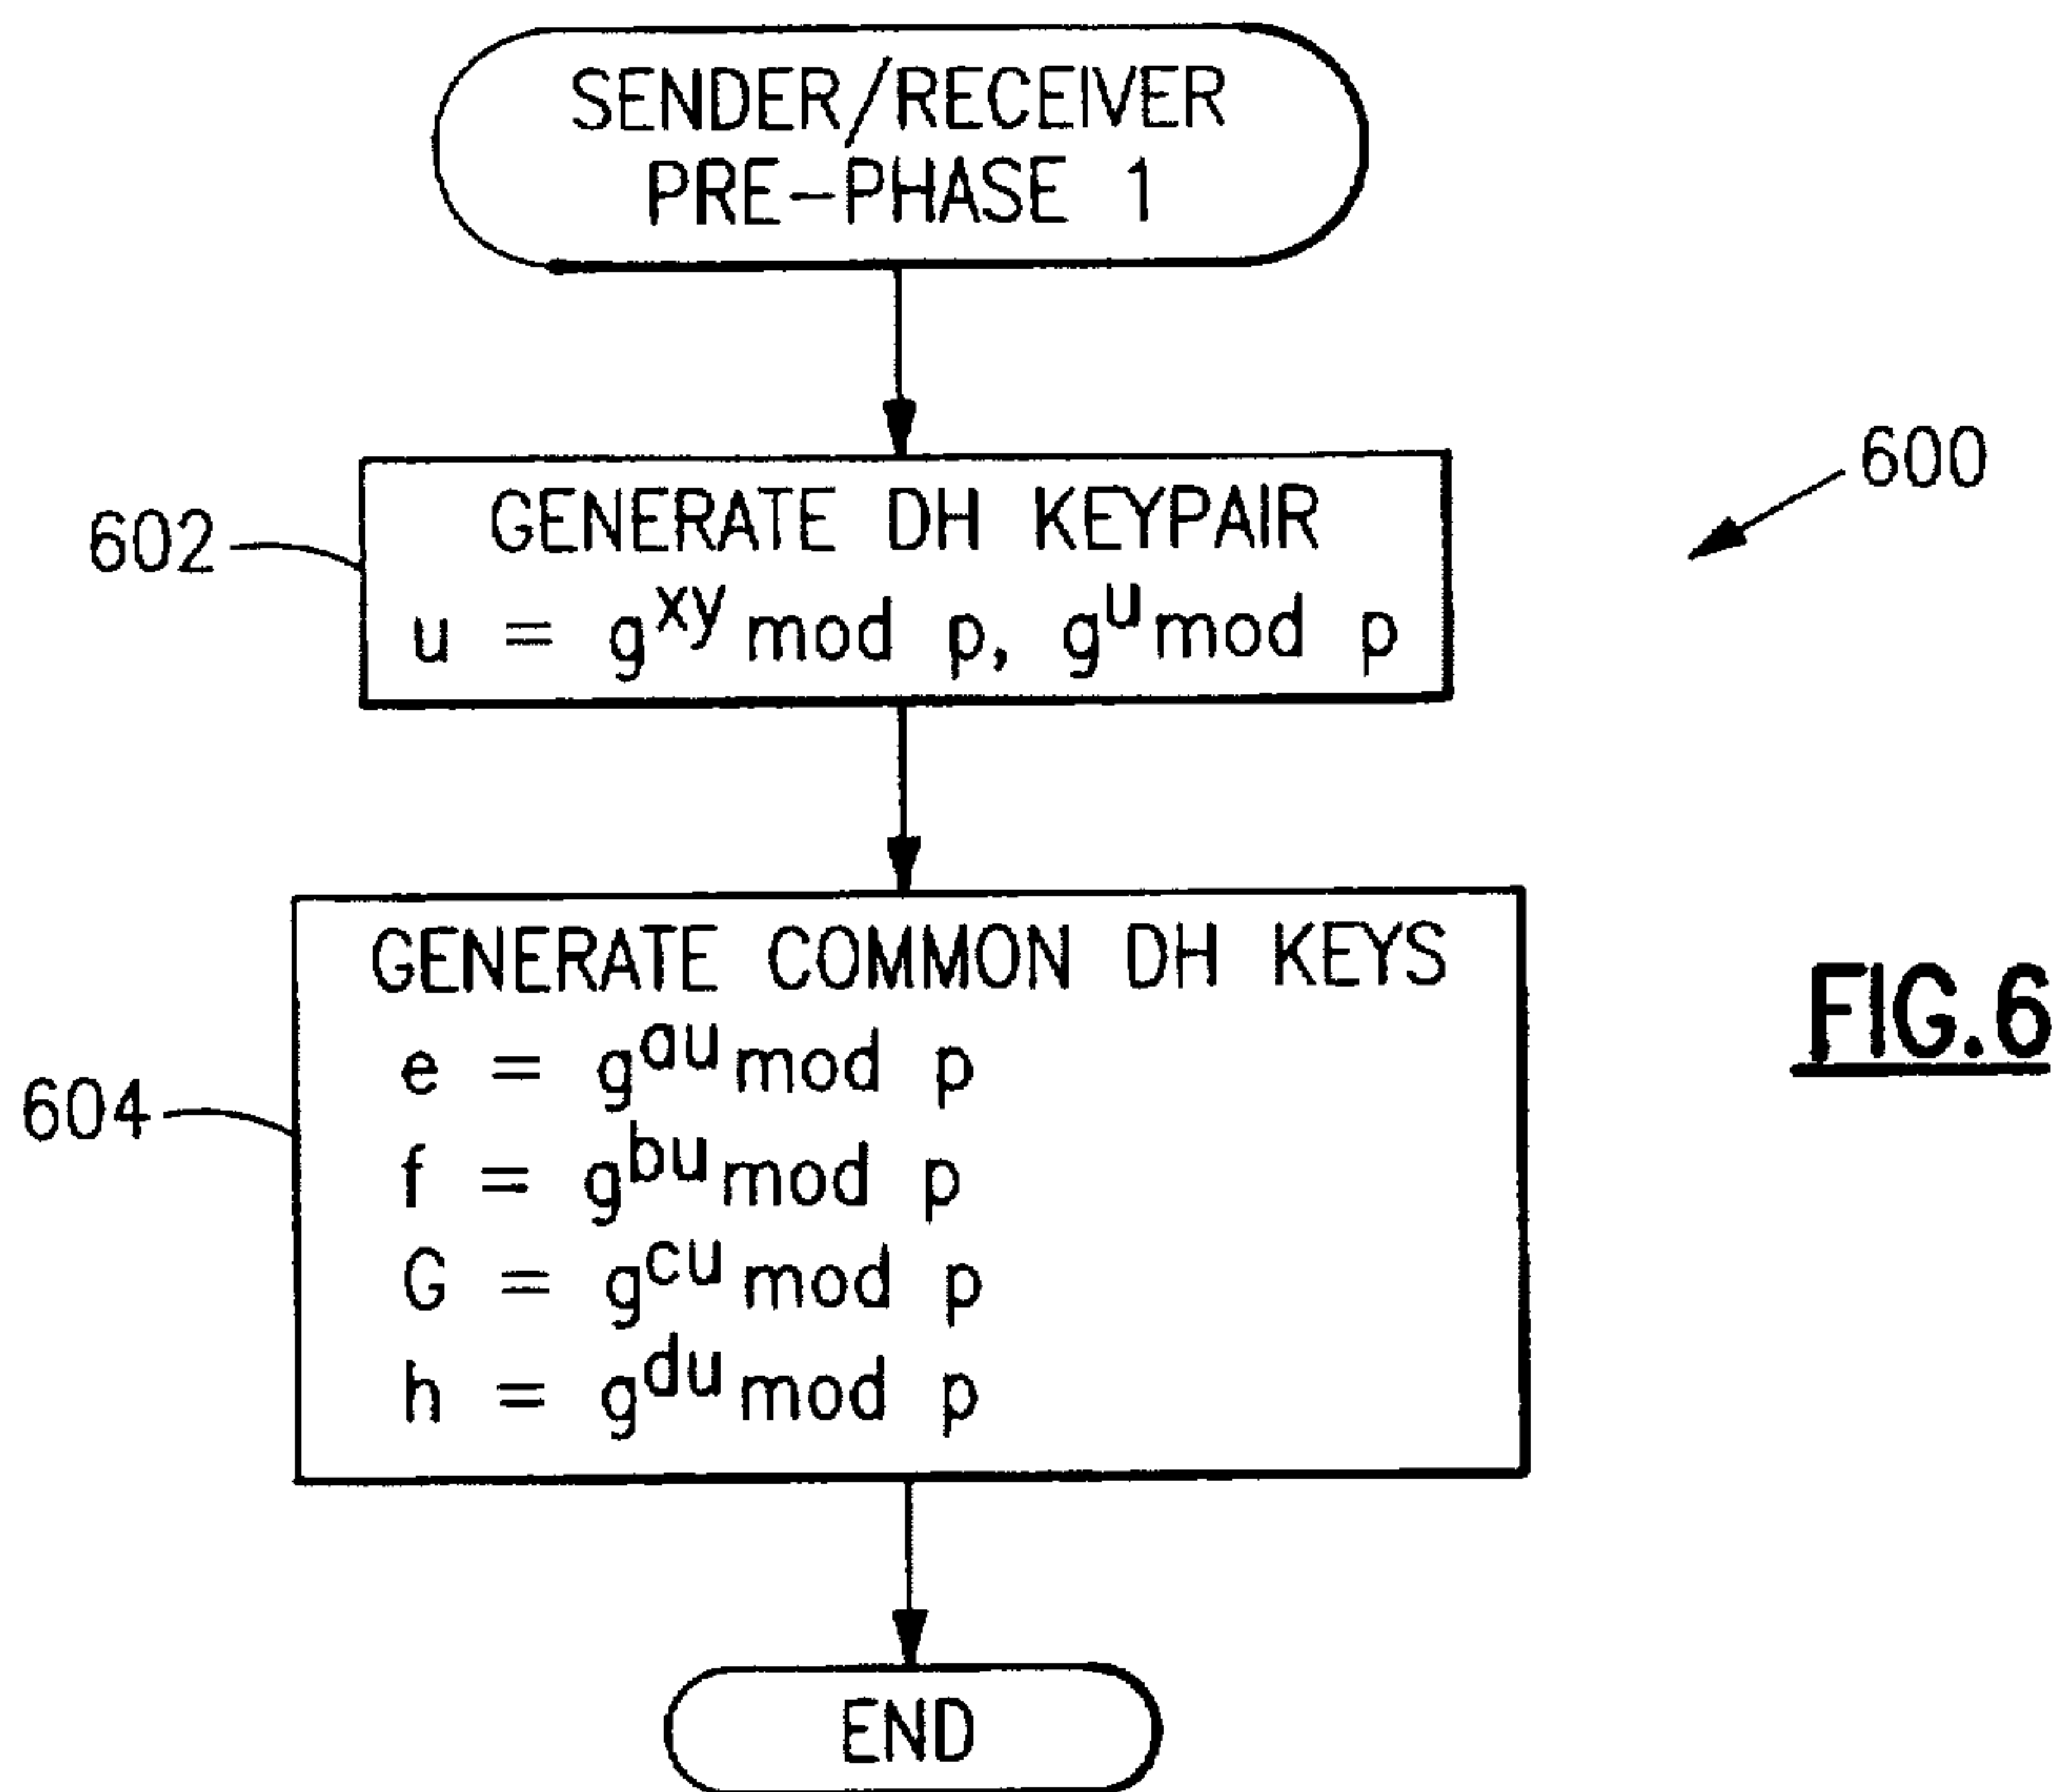 SENDER/RECEIVER
PRE-PHASE 1
600
602
GENERATE DH KEYPAIR
u = g^xy mod p, g^u mod p
604
GENERATE COMMON DH KEYS
e = g^au mod p
f = g^bu mod p
G = g^cu mod p
h = g^du mod p
FIG.6
END